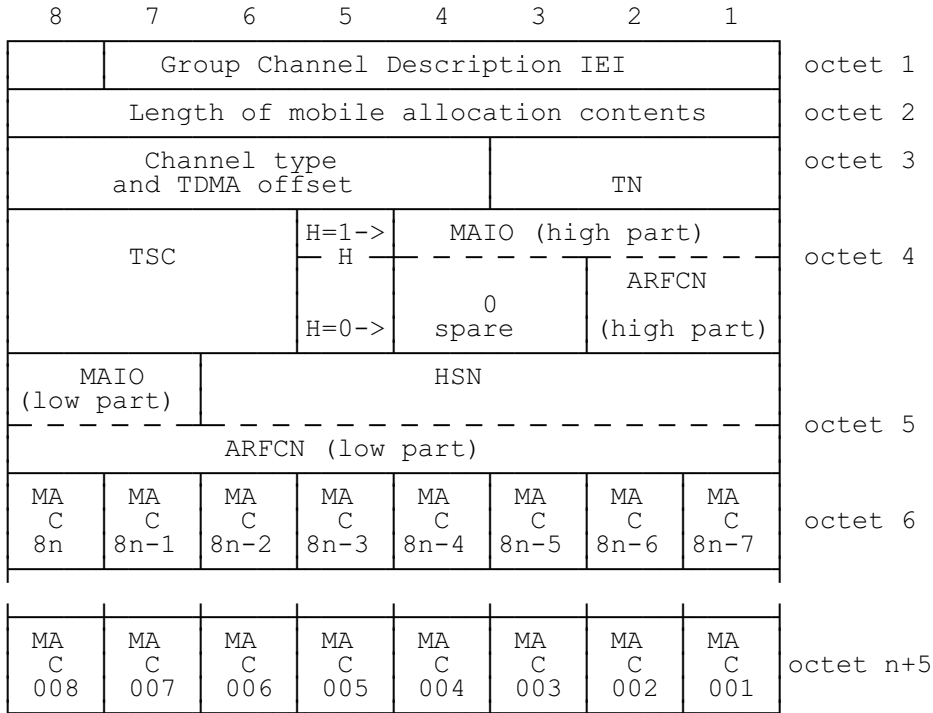 8 7 6 5 4 3 2 1
Group Channel Description IEI octet 1
Length of mobile allocation contents octet 2
Channel type octet 3
and TDMA offset TN
H=1-> MAIO (high part)
TSC H octet 4
ARFCN
0
H=0-> spare (high part)
MAIO HSN
(low part)
octet 5
ARFCN (low part)
MA MA MA MA MA MA MA MA
C C C C C C C C octet 6
8n 8n-1 8n-2 8n-3 8n-4 8n-5 8n-6 8n-7
MA MA MA MA MA MA MA MA
C C C C C C C C octet n+5
008 007 006 005 004 003 002 001